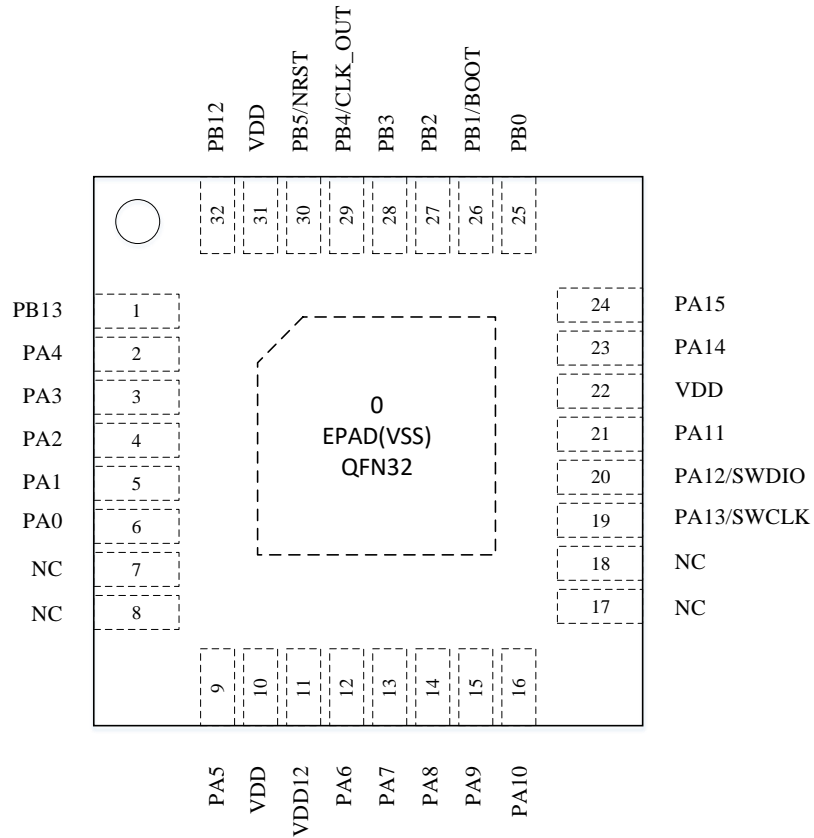 PB12
VDD
PB5/NRST
PB4/CLK_OUT
PB3
PB2
PB1/BOOT
PB0
32
31
30
29
28
27
26
25
PB13
1
PA4
2
PA3
3
PA2
4
PA1
5
PA0
6
NC
7
NC
8
0
EPAD(VSS)
QFN32
24
PA15
23
PA14
22
VDD
21
PA11
20
PA12/SWDIO
19
PA13/SWCLK
18
NC
17
NC
9
10
11
12
13
14
15
16
PA5
VDD
VDD12
PA6
PA7
PA8
PA9
PA10